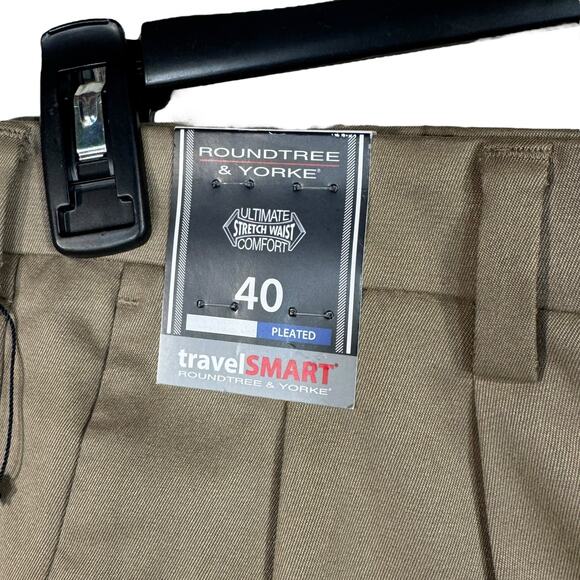 ROUNDTREE
& YORKE®
ULTIMATE
STRETCH WAIST
COMFORT
40
PLEATED
travelSMART®
ROUNDTREE & YORKE®